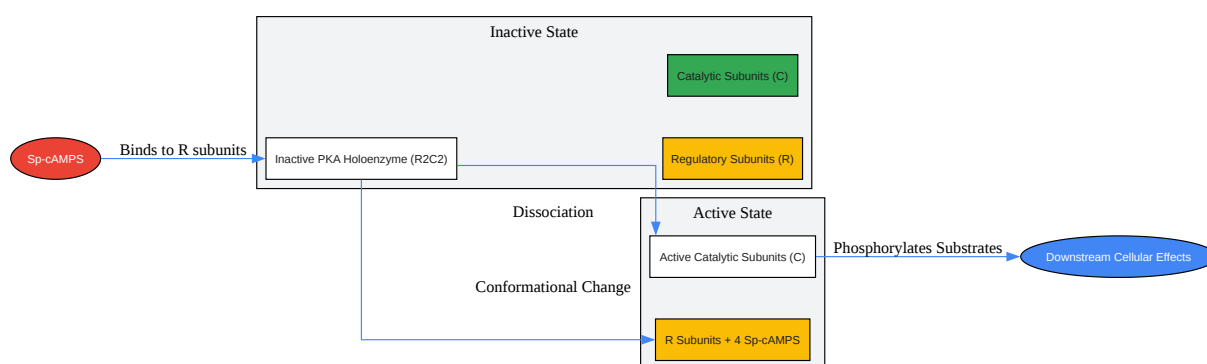 Inactive State
Catalytic Subunits (C)
Sp-cAMPS
Binds to R subunits
Inactive PKA Holoenzyme (R2C2)
Regulatory Subunits (R)
Dissociation
Active State
Active Catalytic Subunits (C)
Phosphorylates Substrates
Downstream Cellular Effects
Conformational Change
R Subunits + 4 Sp-cAMPS